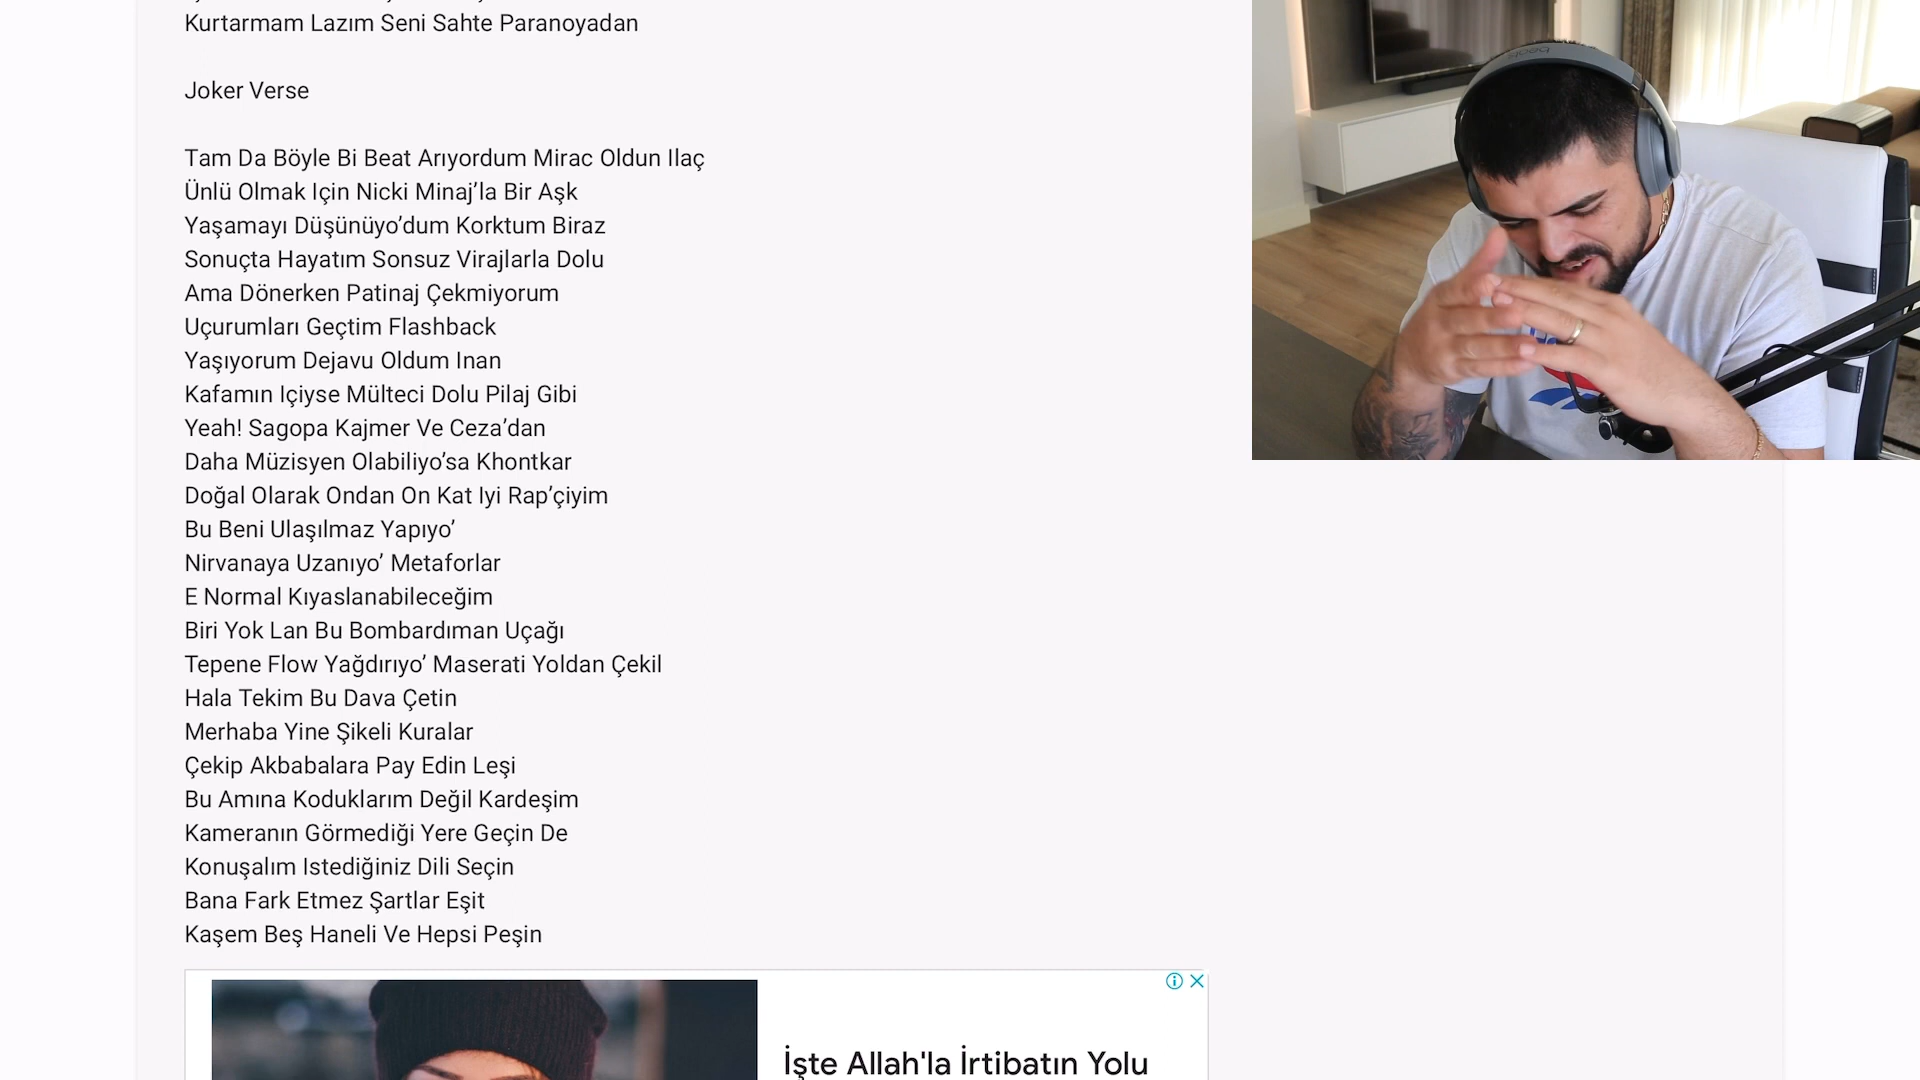 Kurtarmam Lazım Seni Sahte Paranoyadan
Joker Verse
Tam Da Böyle Bi Beat Arıyordum Mirac Oldun Ilaç
Ünlü Olmak Için Nicki Minaj’la Bir Aşk
Yaşamayı Düşünüyo’dum Korktum Biraz
Sonuçta Hayatım Sonsuz Virajlarla Dolu
Ama Dönerken Patinaj Çekmiyorum
Uçurumları Geçtim Flashback
Yaşıyorum Dejavu Oldum Inan
Kafamın Içiyse Mülteci Dolu Pilaj Gibi
Yeah! Sagopa Kajmer Ve Ceza’dan
Daha Müzisyen Olabiliyo’sa Khontkar
Doğal Olarak Ondan On Kat Iyi Rap’çiyim
Bu Beni Ulaşılmaz Yapıyo’
Nirvanaya Uzanıyo’ Metaforlar
E Normal Kıyaslanabileceğim
Biri Yok Lan Bu Bombardıman Uçağı
Tepene Flow Yağdırıyo’ Maserati Yoldan Çekil
Hala Tekim Bu Dava Çetin
Merhaba Yine Şikeli Kuralar
Çekip Akbabalara Pay Edin Leşi
Bu Amına Koduklarım Değil Kardeşim
Kameranın Görmediği Yere Geçin De
Konuşalım Istediğiniz Dili Seçin
Bana Fark Etmez Şartlar Eşit
Kaşem Beş Haneli Ve Hepsi Peşin
İşte Allah'la İrtibatın Yolu
beats